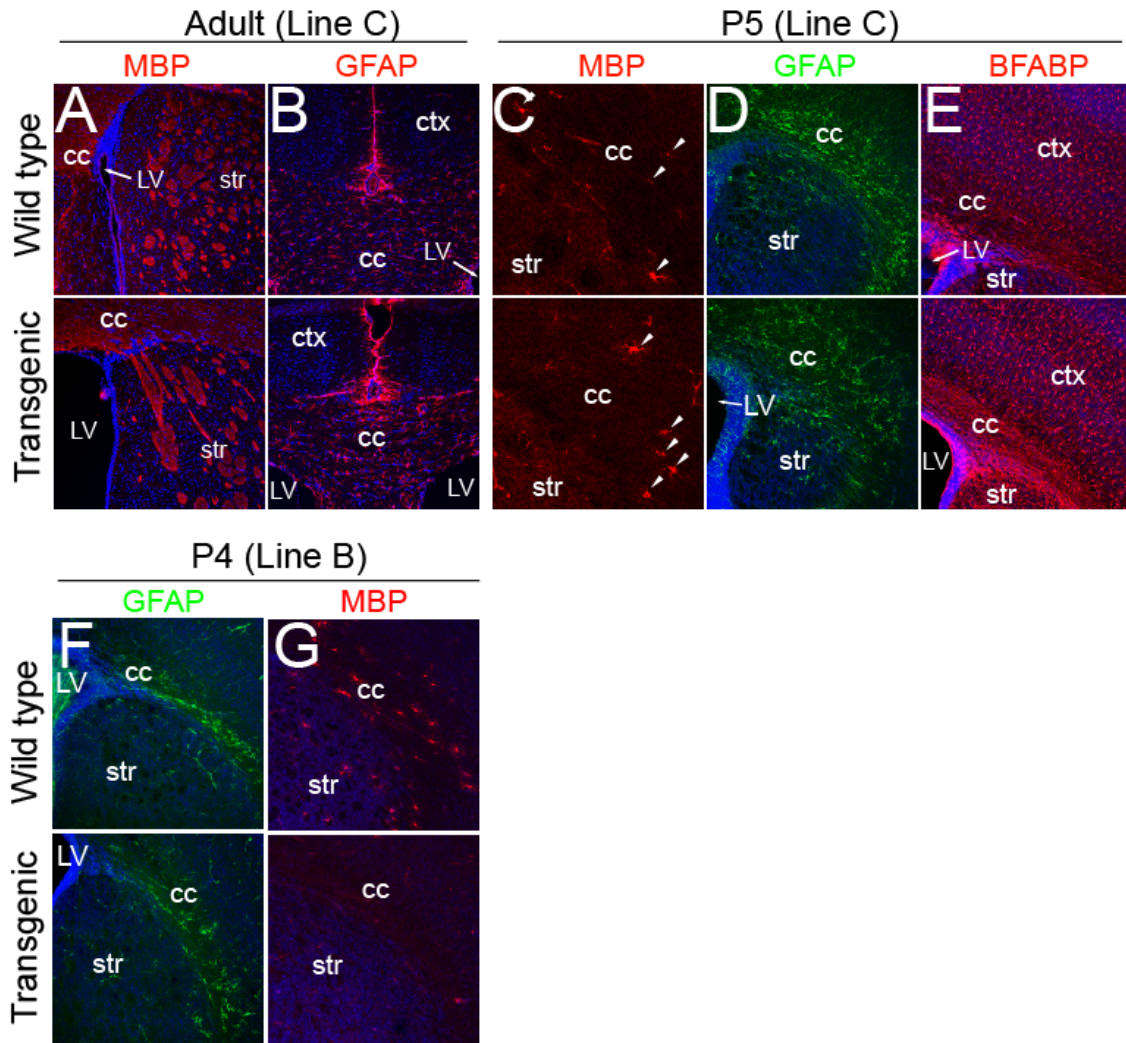 Adult (Line C)
P5 (Line C)
MBP
GFAP
MBP
GFAP
BFABP
Wild type
A
cc
LV
str
B
ctx
cc
LV
C
cc
str
D
cc
str
E
ctx
cc
LV
str
Transgenic
cc
LV
str
ctx
cc
LV
LV
cc
str
cc
LV
str
ctx
cc
LV
str
P4 (Line B)
GFAP
MBP
Wild type
F
cc
LV
str
G
cc
str
Transgenic
LV
cc
str
cc
str